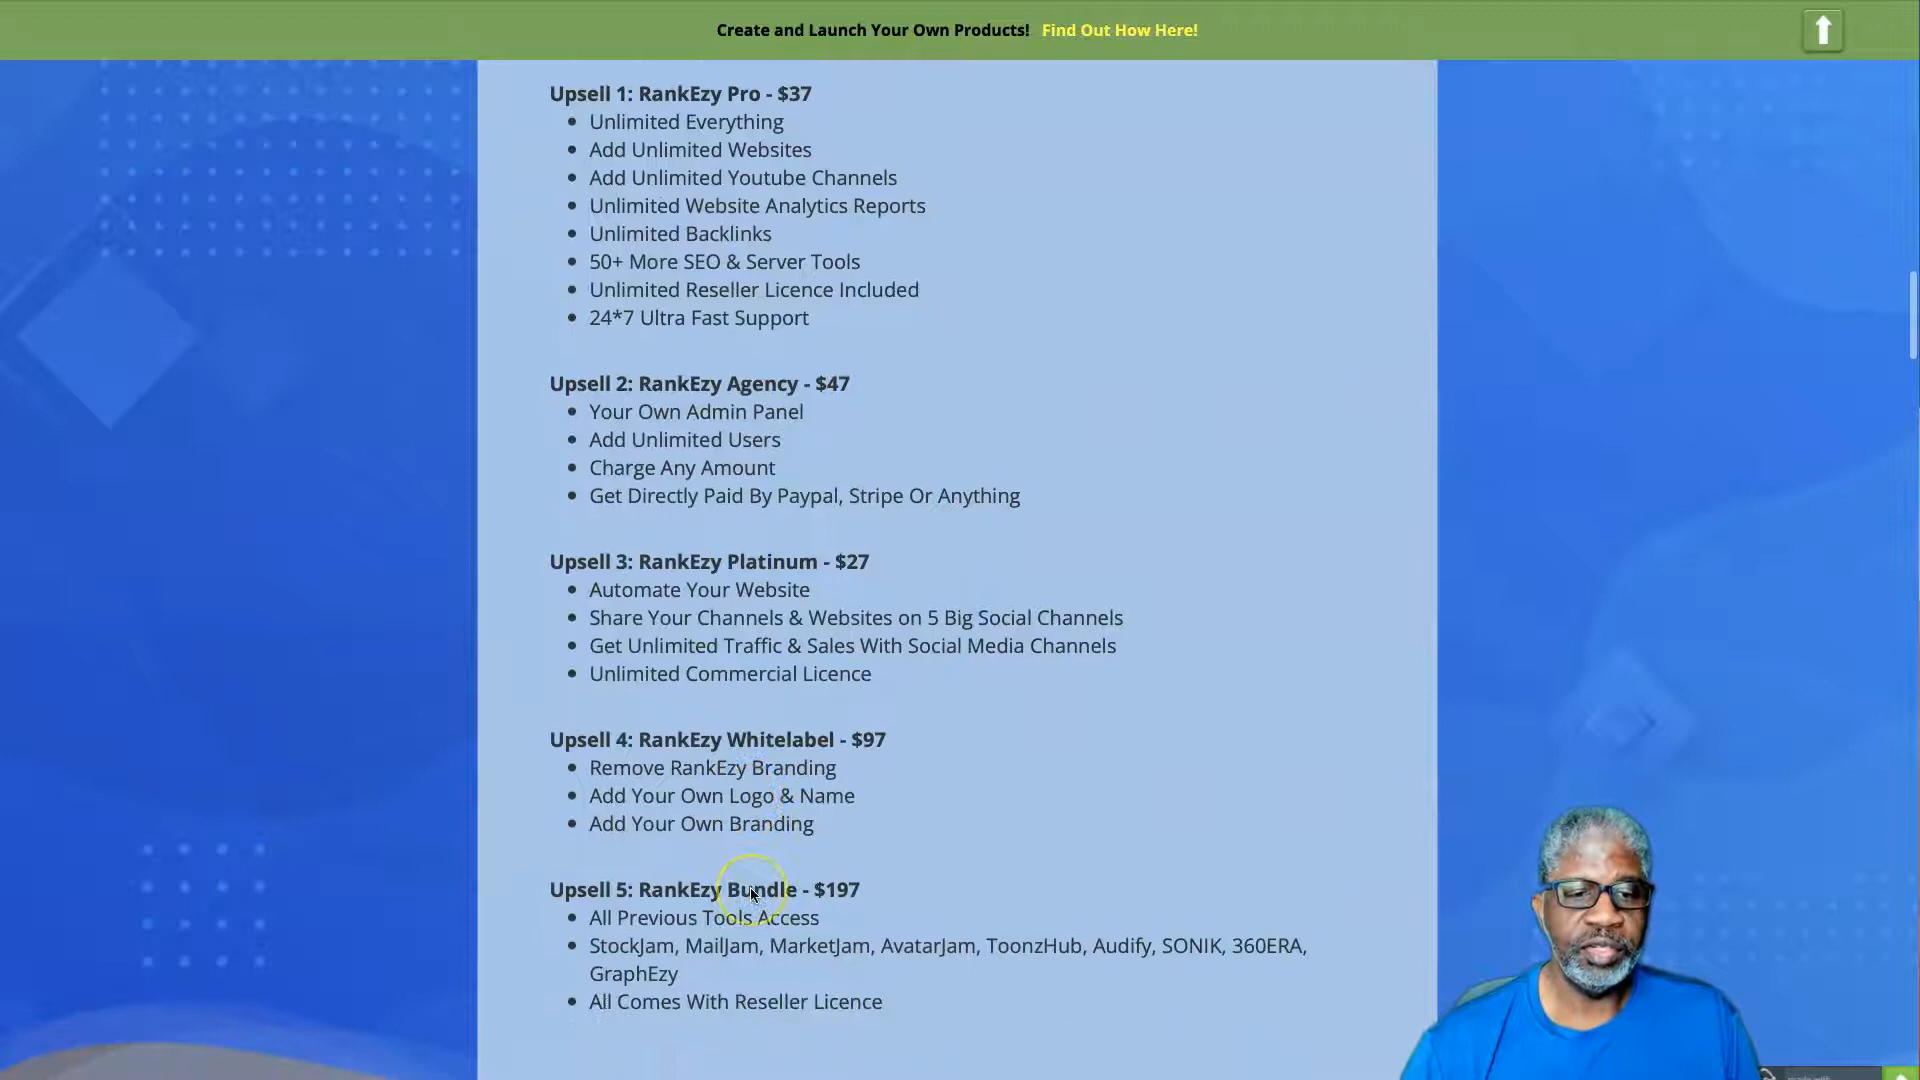 Create and Launch Your Own Products! Find Out How Here!
Upsell 1: RankEzy Pro - $37
Unlimited Everything
Add Unlimited Websites
Add Unlimited Youtube Channels
Unlimited Website Analytics Reports
Unlimited Backlinks
50+ More SEO & Server Tools
Unlimited Reseller Licence Included
24*7 Ultra Fast Support
Upsell 2: RankEzy Agency - $47
Your Own Admin Panel
Add Unlimited Users
Charge Any Amount
Get Directly Paid By Paypal, Stripe Or Anything
Upsell 3: RankEzy Platinum - $27
Automate Your Website
Share Your Channels & Websites on 5 Big Social Channels
Get Unlimited Traffic & Sales With Social Media Channels
Unlimited Commercial Licence
Upsell 4: RankEzy Whitelabel - $97
Remove RankEzy Branding
Add Your Own Logo & Name
Add Your Own Branding
Upsell 5: RankEzy Bundle - $197
All Previous Tools Access
StockJam, MailJam, MarketJam, AvatarJam, ToonzHub, Audify, SONIK, 360ERA,
GraphEzy
All Comes With Reseller Licence